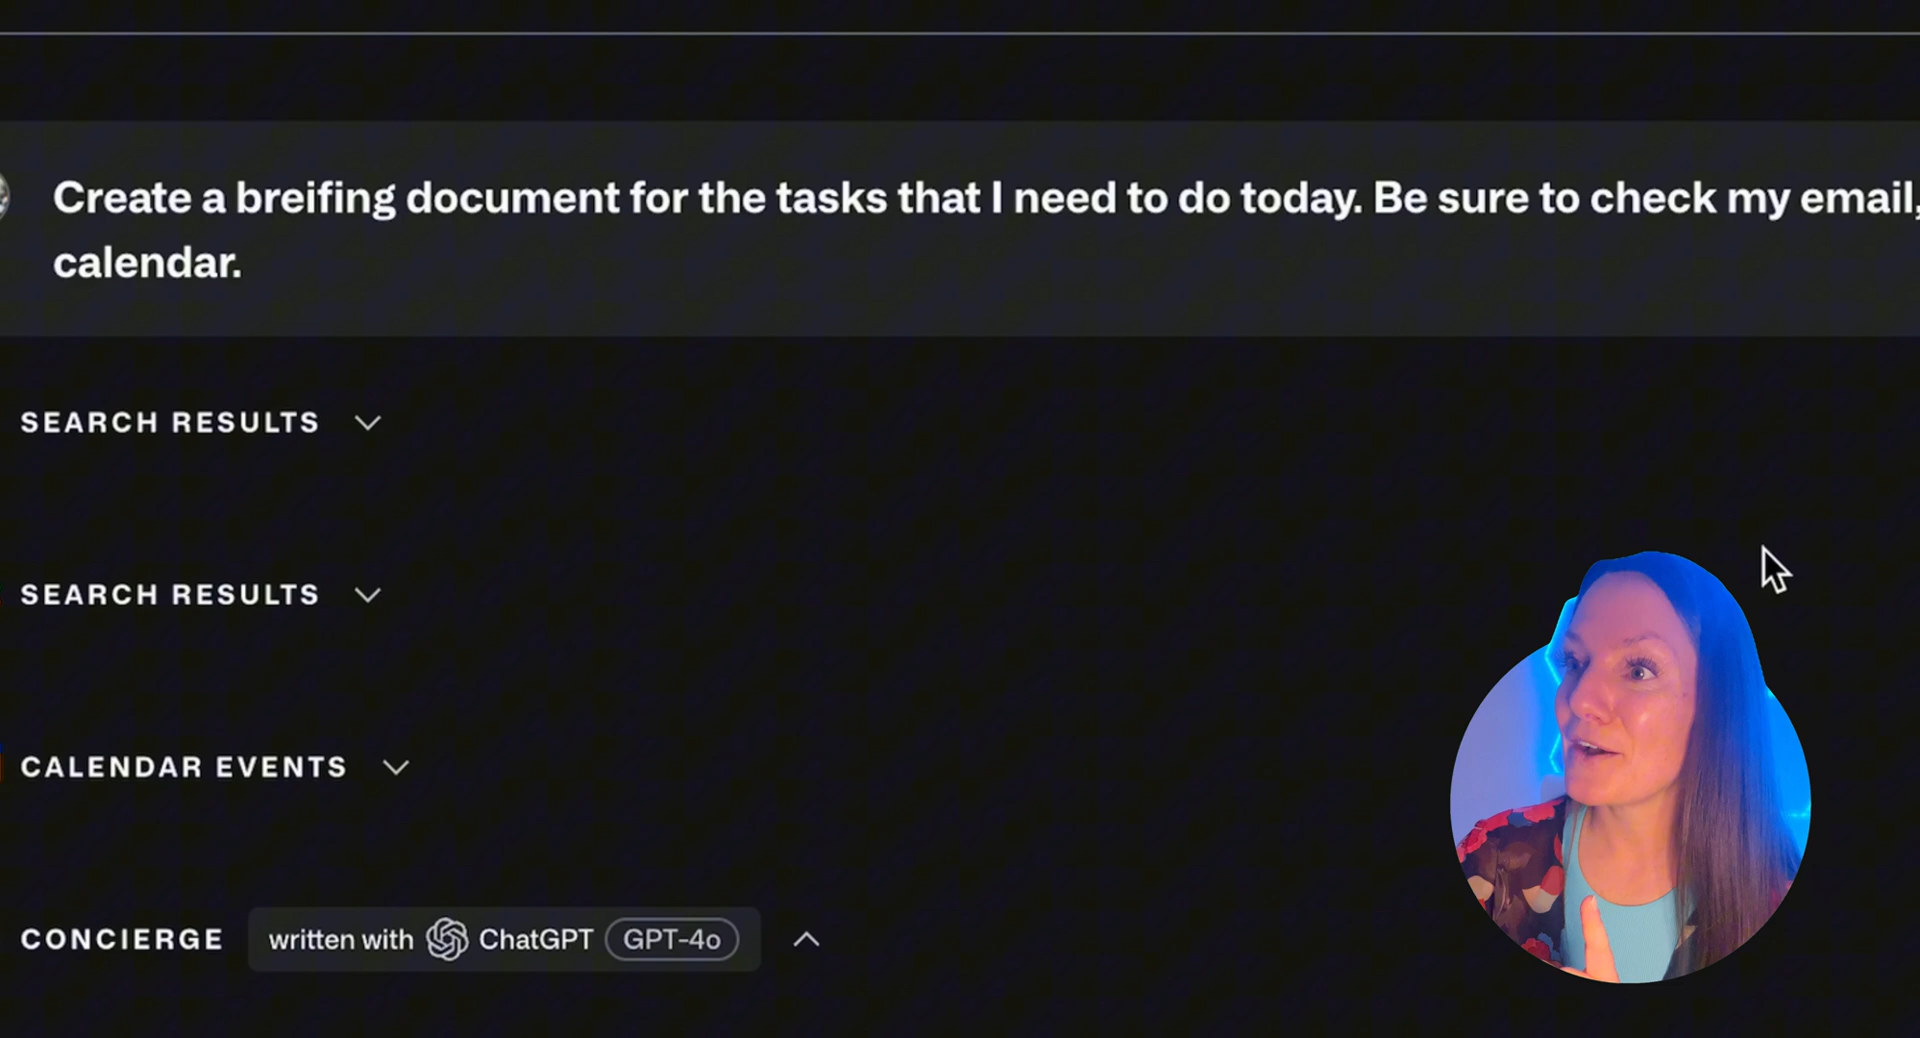 Create a breifing document for the tasks that I need to do today. Be sure to check my email,
calendar.
SEARCH RESULTS
SEARCH RESULTS
CALENDAR EVENTS
CONCIERGE written with ChatGPT GPT-4o